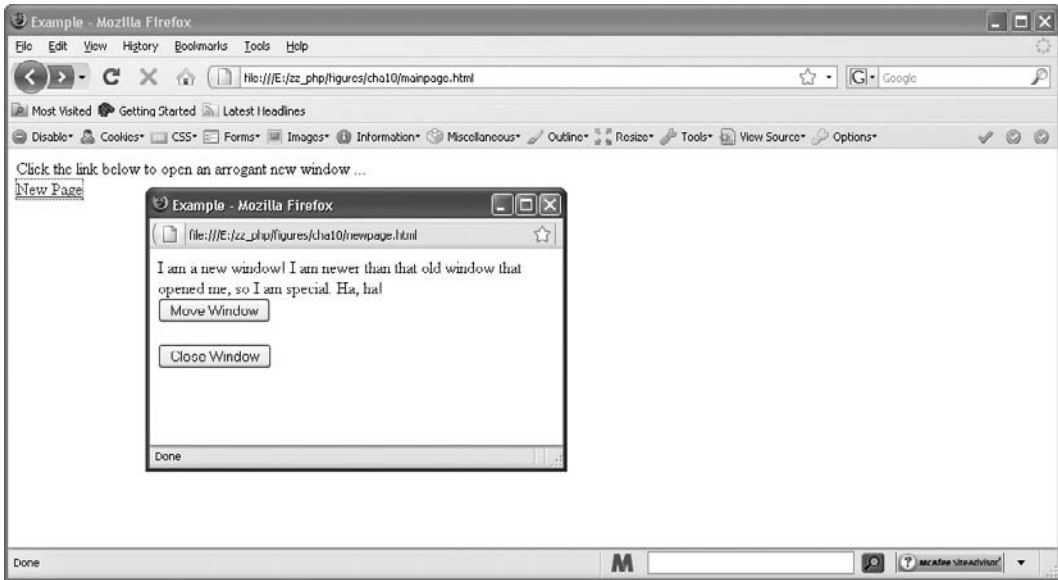 Example - Mozilla Firefox
File Edit View History Bookmarks Tools Help
file:///E:/zz_php/figures/cha10/mainpage.html G Google
Most Visited Getting Started Latest Headlines
Disable Cookies CSS Forms Images Information Miscellaneous Outline Resize Tools View Source Options
Click the link below to open an arrogant new window ...
New Page
Example - Mozilla Firefox
file:///E:/zz_php/figures/cha10/newpage.html
I am a new window! I am newer than that old window that
opened me, so I am special. Ha, ha!
Move Window
Close Window
Done
Done M McAfee SiteAdvisor